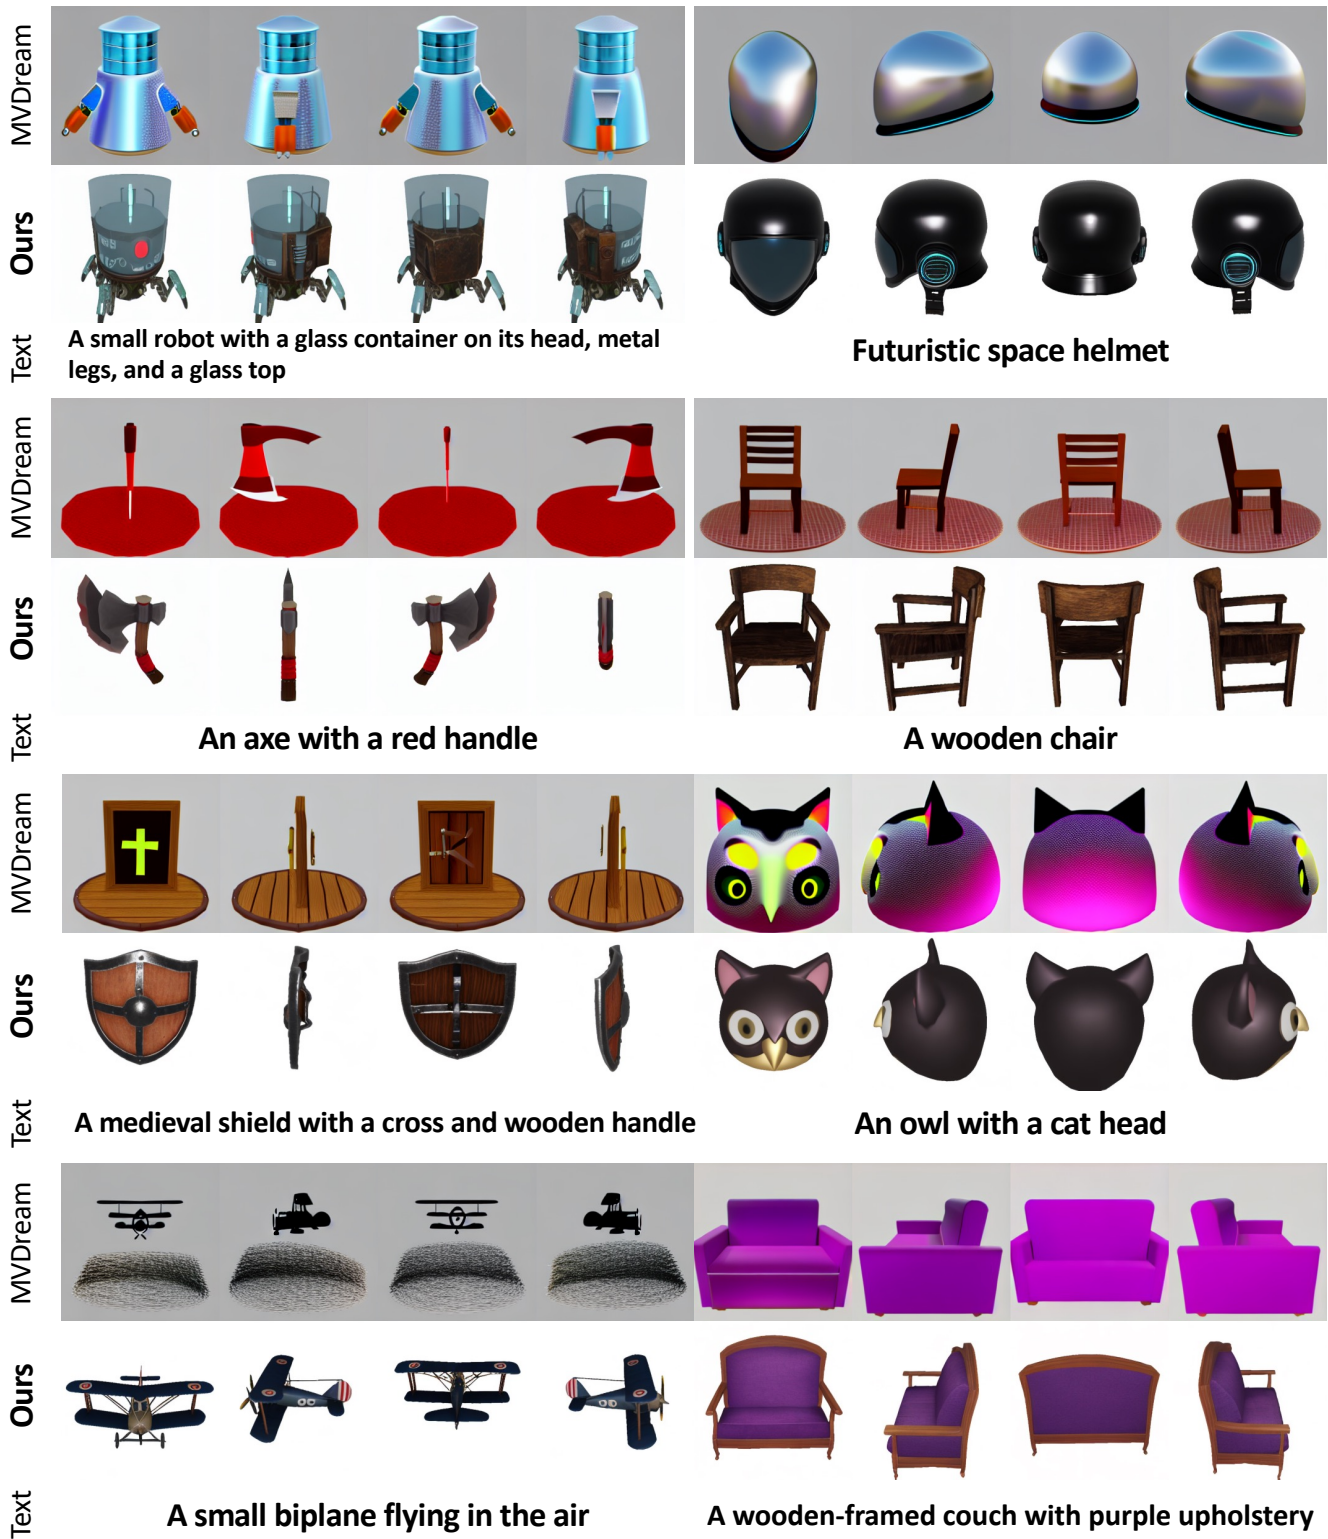 MVDream
Ours
Text
A small robot with a glass container on its head, metal
legs, and a glass top
Futuristic space helmet
MVDream
Ours
Text
An axe with a red handle
A wooden chair
MVDream
Ours
Text
A medieval shield with a cross and wooden handle
An owl with a cat head
MVDream
Ours
Text
A small biplane flying in the air
A wooden-framed couch with purple upholstery